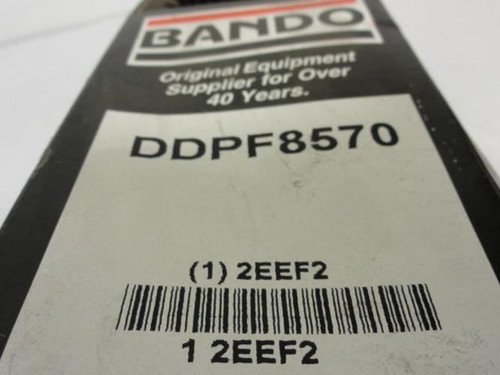 BANDO
Original Equipment
Supplier for Over
40 Years.
DDPF8570
(1) 2EEF2
1 2EEF2